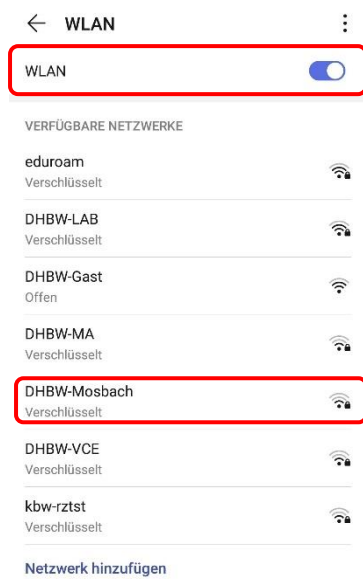 WLAN
WLAN
VERFÜGBARE NETZWERKE
eduroam
Verschlüsselt
DHBW-LAB
Verschlüsselt
DHBW-Gast
Offen
DHBW-MA
Verschlüsselt
DHBW-Mosbach
Verschlüsselt
DHBW-VCE
Verschlüsselt
kbw-rztst
Verschlüsselt
Netzwerk hinzufügen